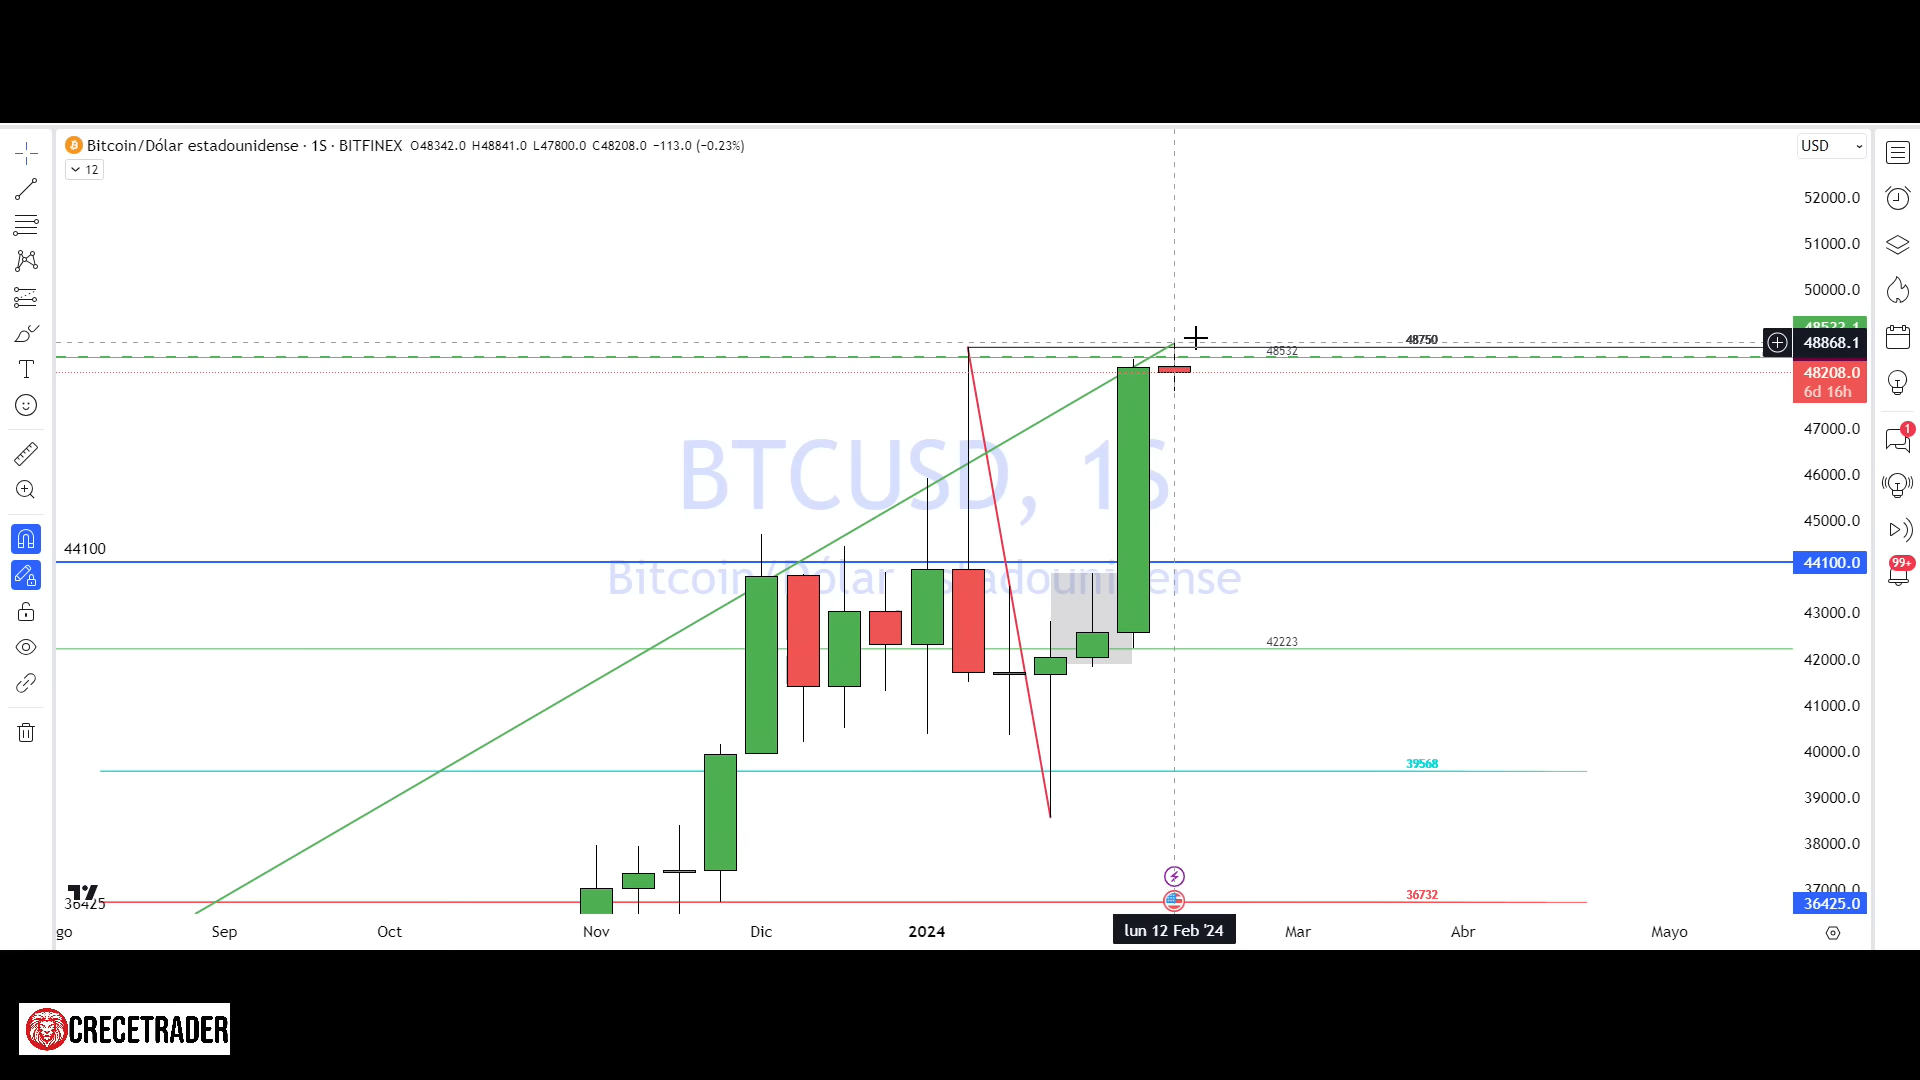 Bitcoin/Dólar estadounidense · 1S · BITFINEX O48342.0 H48841.0 L47800.0 C48208.0 −113.0 (−0.23%)
USD
12
52000.0
51000.0
50000.0
48750
48532
48868.1
48208.0
6d 16h
47000.0
1
46000.0
BTCUSD, 1S
45000.0
44100
44100.0
99+
Bitcoin/Dólar estadounidense
43000.0
42223
42000.0
41000.0
40000.0
39568
39000.0
38000.0
37000.0
36732
36425
36425.0
go
Sep
Oct
Nov
Dic
2024
lun 12 Feb '24
Mar
Abr
Mayo
CRECETRADER